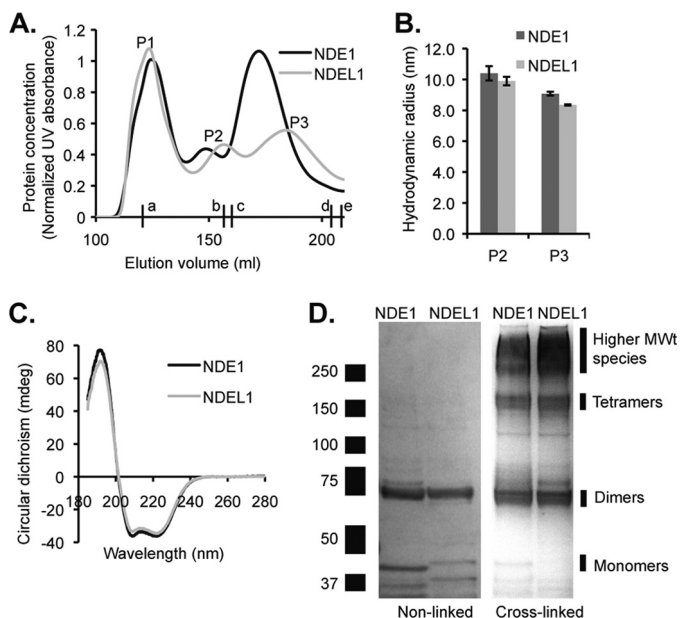 A.
Protein concentration
(Normalized UV absorbance)
1.2
1
0.8
0.6
0.4
0.2
0
P1
P2
P3
NDE1
NDEL1
a
b
c
d
e
100
150
200
Elution volume (ml)
B.
Hydrodynamic radius (nm)
12.0
10.0
8.0
6.0
4.0
2.0
0.0
NDE1
NDEL1
P2
P3
C.
Circular dichroism (mdeg)
80
60
40
20
0
-20
-40
NDE1
NDEL1
180
200
220
240
260
280
Wavelength (nm)
D.
NDE1 NDEL1
NDE1 NDEL1
250
150
100
75
50
37
Higher MWt
species
Tetramers
Dimers
Monomers
Non-linked
Cross-linked